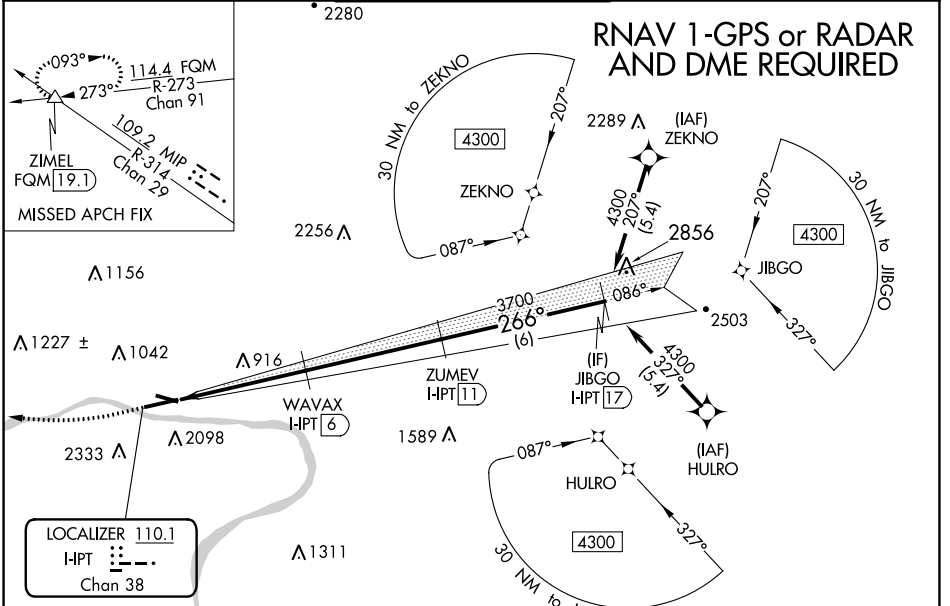 2280
RNAV 1-GPS or RADAR
AND DME REQUIRED
093°
114.4 FQM
R-273
Chan 91
273°
109.2 MIP
R-314
Chan 29
ZIMEL
FQM 19.1
MISSED APCH FIX
30 NM to ZEKNO
4300
207°
ZEKNO
087°
2289
(IAF)
ZEKNO
4300
207°
(5.4)
2856
207°
30 NM to JIBGO
4300
JIBGO
327°
2256
1156
1227 ±
1042
916
3700
266°
(6)
086°
2503
(IF)
JIBGO
I-IPT 17
ZUMEV
I-IPT 11
WAVAX
I-IPT 6
4300
327°
(5.4)
(IAF)
HULRO
2333
2098
1589
087°
HULRO
327°
4300
30 NM to
LOCALIZER 110.1
I-IPT
Chan 38
1311